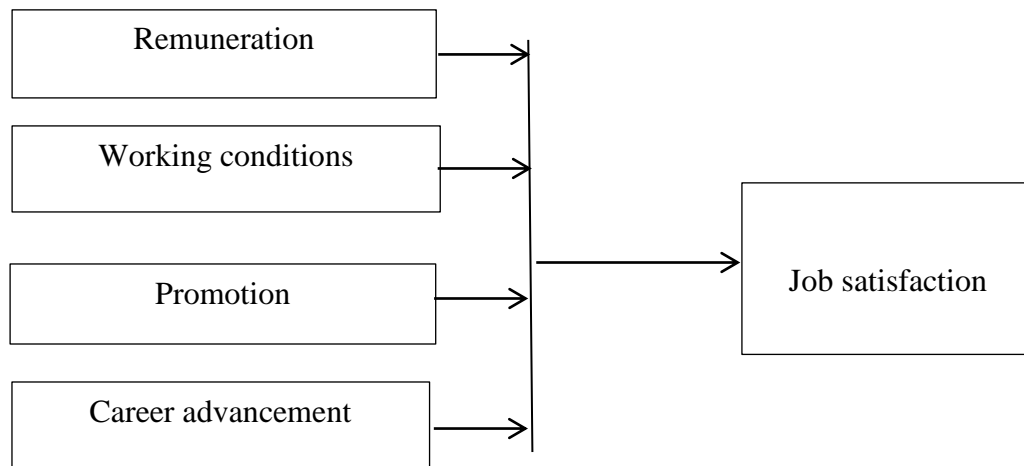 Remuneration
Working conditions
Promotion
Career advancement
Job satisfaction